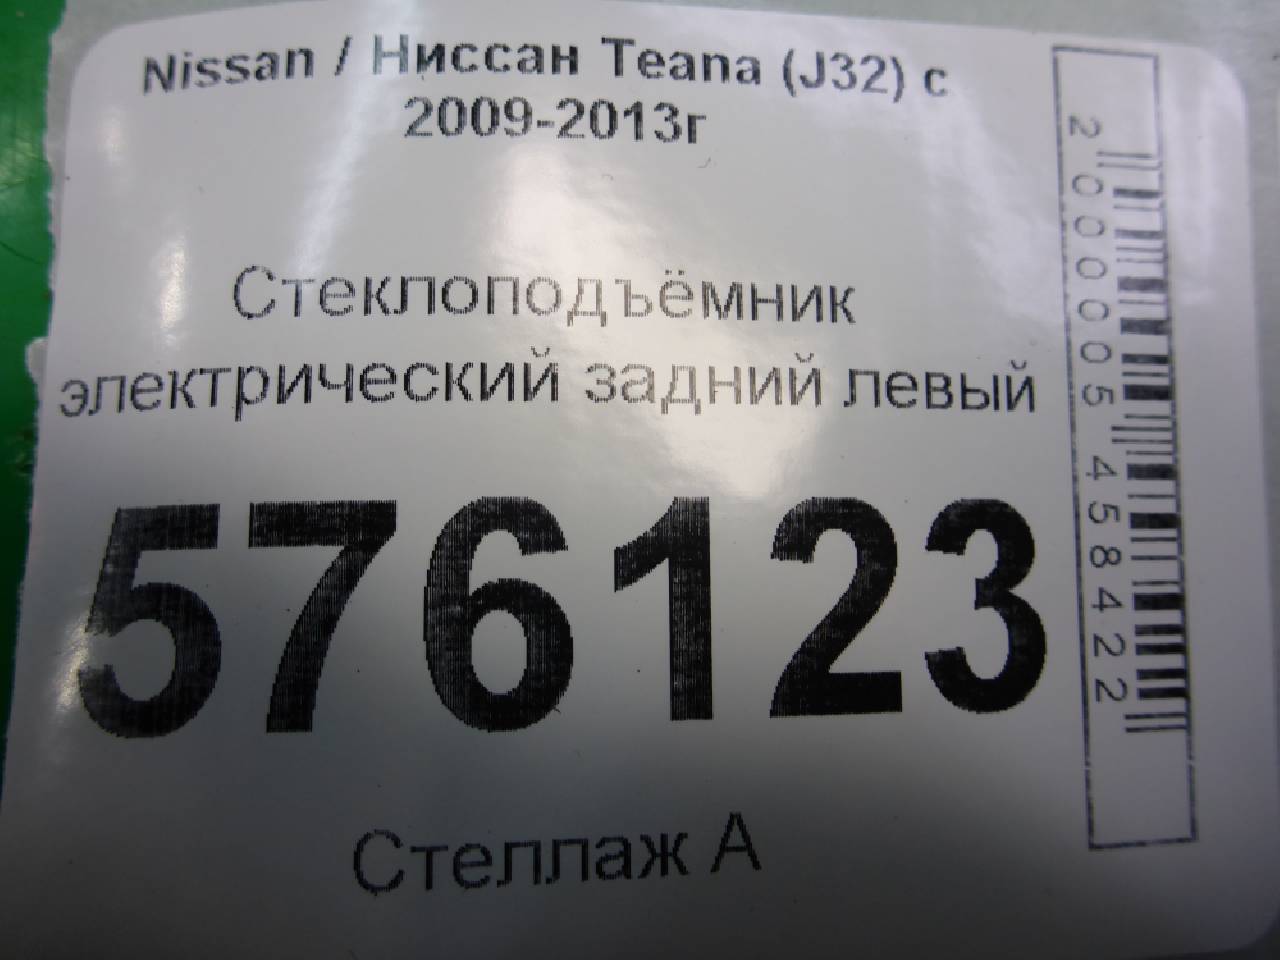 Nissan / Ниссан Teana (J32) с
2009-2013г
Стеклоподъёмник
электрический задний левый
576123
Стеллаж А
2000005458422